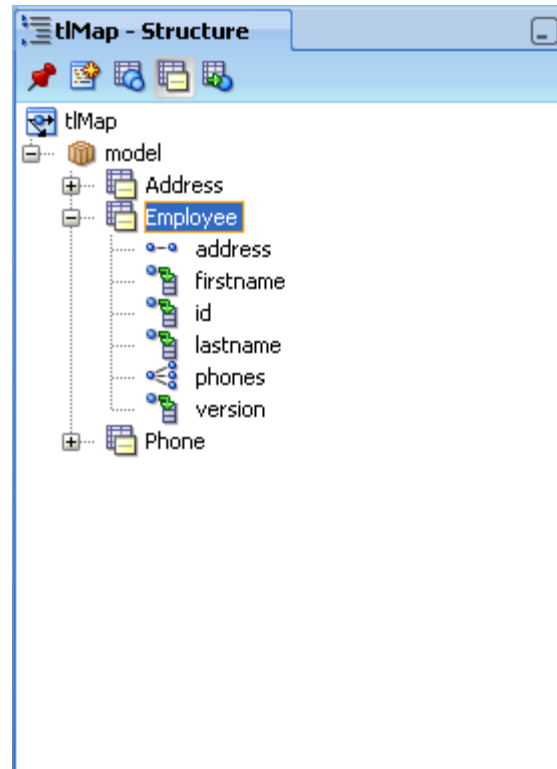 tlMap - Structure
tlMap
model
Address
Employee
address
firstname
id
lastname
phones
version
Phone